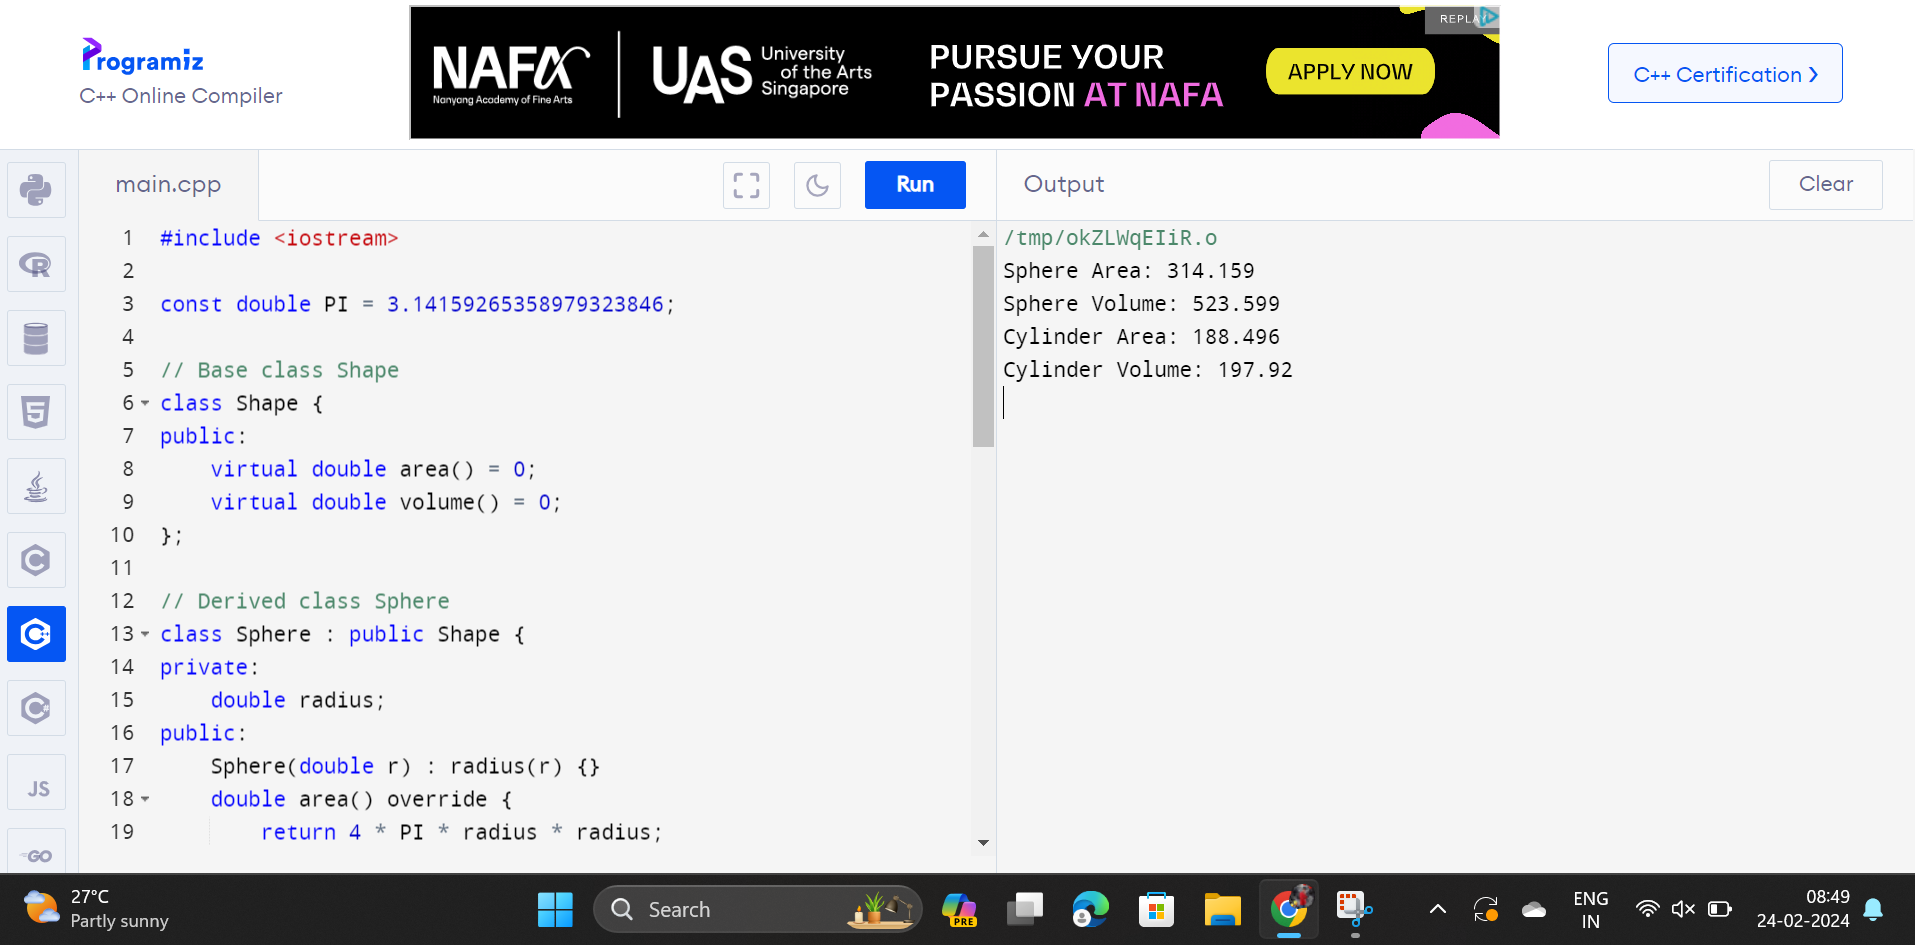 Programiz
C++ Online Compiler
NAFA
Nanyang Academy of Fine Arts
UAS
University
of the Arts
Singapore
PURSUE YOUR
PASSION AT NAFA
APPLY NOW
REPLAY
C++ Certification
main.cpp
Run
Output
Clear
1 #include <iostream>
2
3 const double PI = 3.14159265358979323846;
4
5 // Base class Shape
6 class Shape {
7 public:
8     virtual double area() = 0;
9     virtual double volume() = 0;
10 };
11
12 // Derived class Sphere
13 class Sphere : public Shape {
14 private:
15     double radius;
16 public:
17     Sphere(double r) : radius(r) {}
18     double area() override {
19         return 4 * PI * radius * radius;
/tmp/okZLWqEIiR.o
Sphere Area: 314.159
Sphere Volume: 523.599
Cylinder Area: 188.496
Cylinder Volume: 197.92
R
5
C
C++
C#
JS
GO
27°C
Partly sunny
Search
PRE
ENG
IN
08:49
24-02-2024